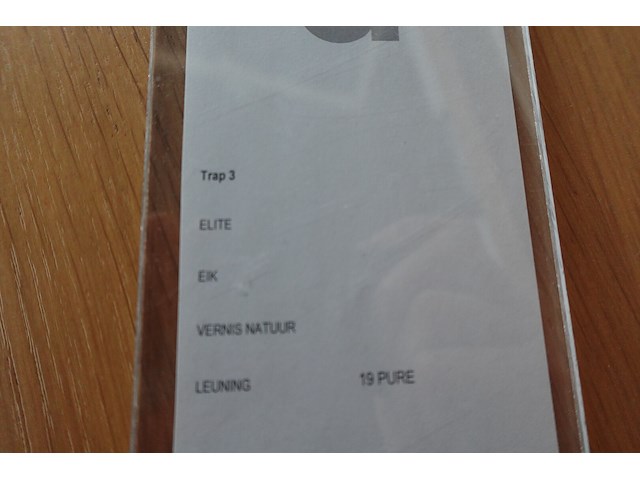 Trap 3
ELITE
EIK
VERNIS NATUUR
LEUNING 19 PURE